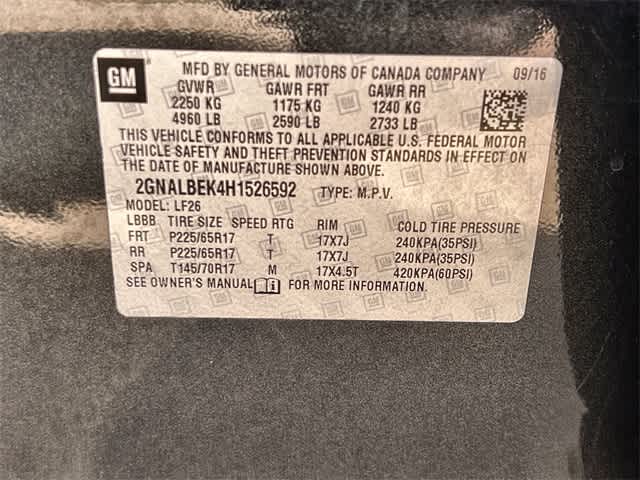 GM MFD BY GENERAL MOTORS OF CANADA COMPANY 09/16
GVWR GAWR FRT GAWR RR
2250 KG 1175 KG 1240 KG
4960 LB 2590 LB 2733 LB
THIS VEHICLE CONFORMS TO ALL APPLICABLE U.S. FEDERAL MOTOR
VEHICLE SAFETY AND THEFT PREVENTION STANDARDS IN EFFECT ON
THE DATE OF MANUFACTURE SHOWN ABOVE.
2GNALBEK4H1526592 TYPE: M.P.V.
MODEL: LF26
LBBB TIRE SIZE SPEED RTG RIM COLD TIRE PRESSURE
FRT P225/65R17 T 17X7J 240KPA(35PSI)
RR P225/65R17 T 17X7J 240KPA(35PSI)
SPA T145/70R17 M 17X4.5T 420KPA(60PSI)
SEE OWNER'S MANUAL FOR MORE INFORMATION.